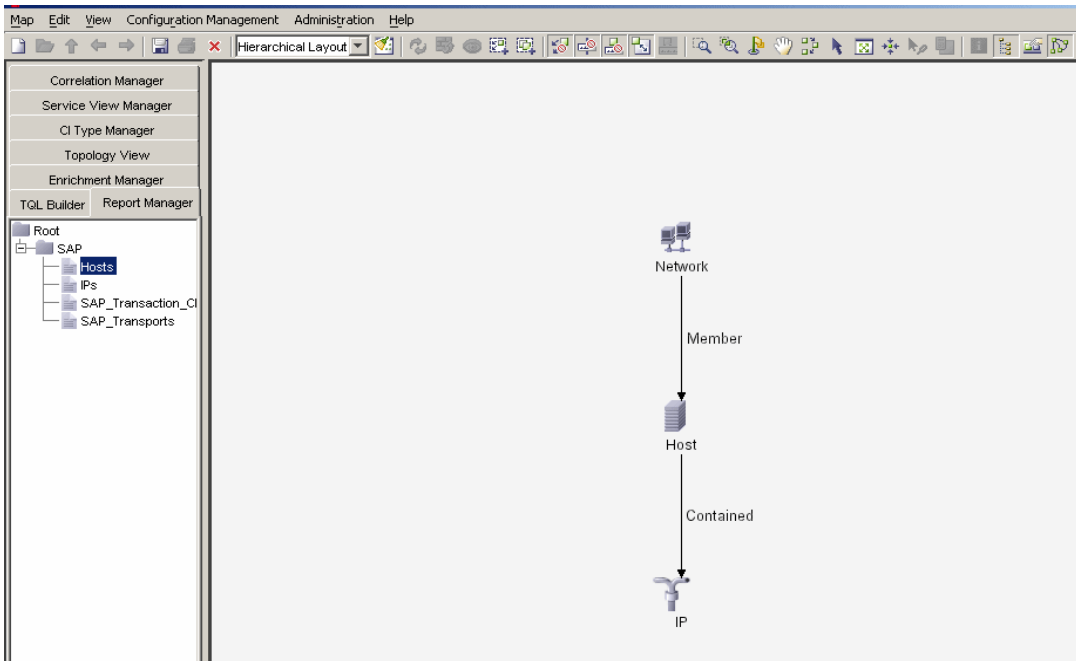 Map Edit View Configuration Management Administration Help
Hierarchical Layout
Correlation Manager
Service View Manager
CI Type Manager
Topology View
Enrichment Manager
TQL Builder Report Manager
Root
SAP
Hosts
IPs
SAP_Transaction_Cl
SAP_Transports
Network
Member
Host
Contained
IP